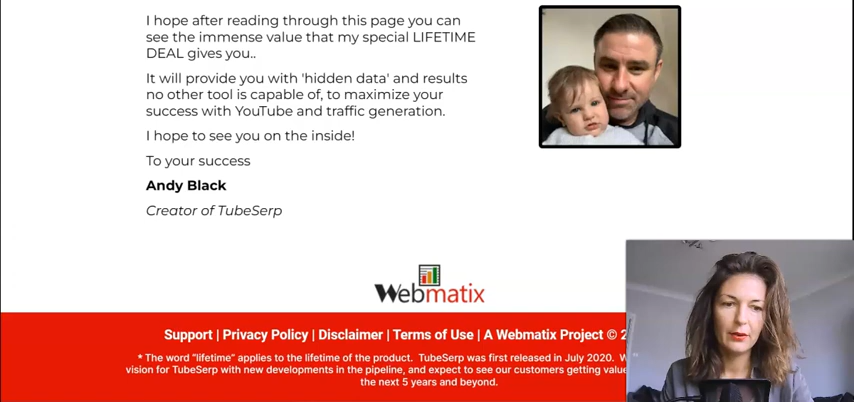 I hope after reading through this page you can
see the immense value that my special LIFETIME
DEAL gives you..
It will provide you with 'hidden data' and results
no other tool is capable of, to maximize your
success with YouTube and traffic generation.
I hope to see you on the inside!
To your success
Andy Black
Creator of TubeSerp
Webmatix
Support | Privacy Policy | Disclaimer | Terms of Use | A Webmatix Project © 2
* The word "lifetime" applies to the lifetime of the product. TubeSerp was first released in July 2020. W
vision for TubeSerp with new developments in the pipeline, and expect to see our customers getting value
the next 5 years and beyond.